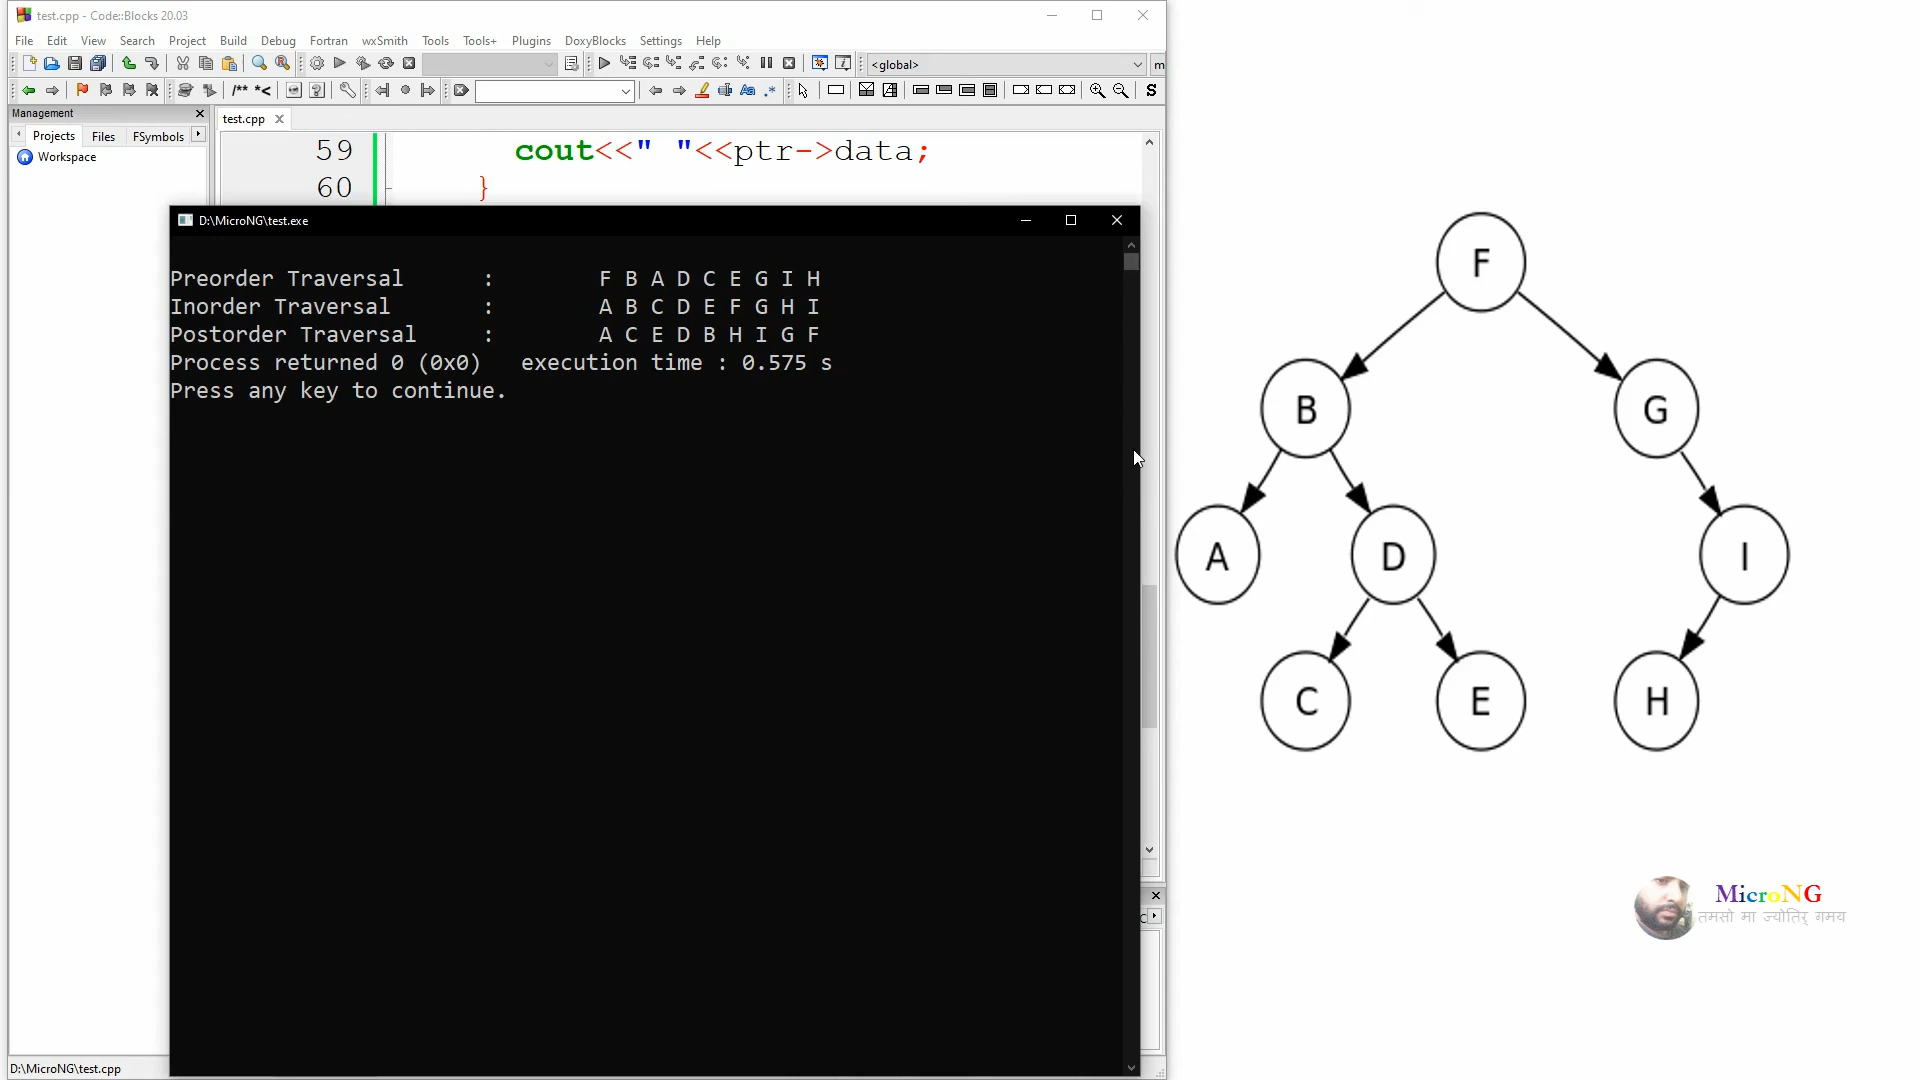 test.cpp - Code::Blocks 20.03
File Edit View Search Project Build Debug Fortran wxSmith Tools Tools+ Plugins DoxyBlocks Settings Help
<global>
m
/** *<
Aa .*
S
Management
Projects Files FSymbols
Workspace
test.cpp
59 cout<<" "<<ptr->data;
60 }
D:\MicroNG\test.exe
Preorder Traversal : F B A D C E G I H
Inorder Traversal : A B C D E F G H I
Postorder Traversal : A C E D B H I G F
Process returned 0 (0x0) execution time : 0.575 s
Press any key to continue.
F
B G
A D I
C E H
MicroNG
तमसो मा ज्योतिर् गमय
D:\MicroNG\test.cpp